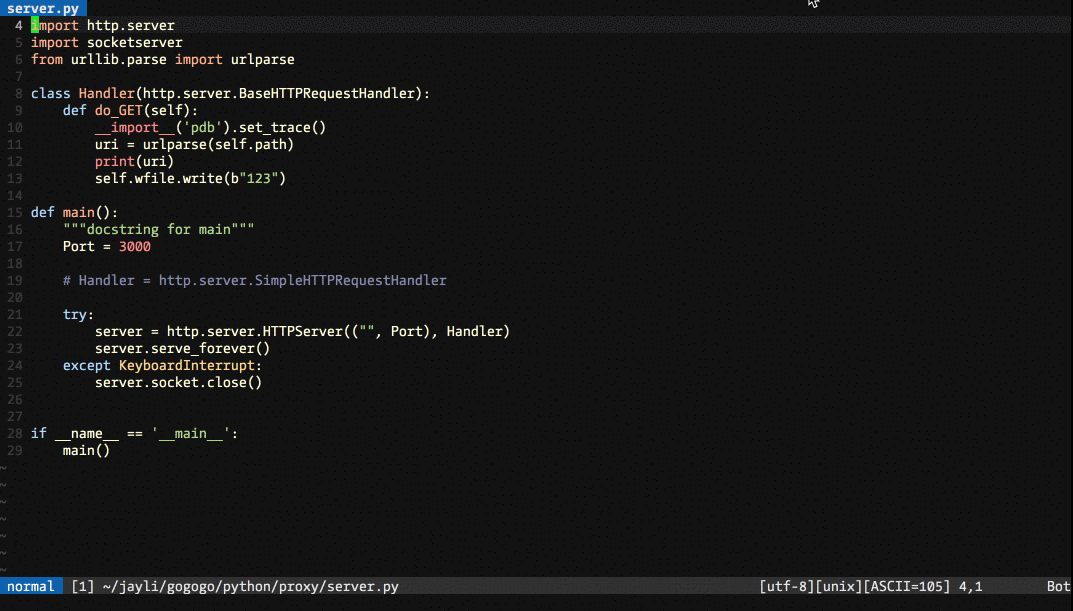 server.py
4 import http.server
5 import socketserver
6 from urllib.parse import urlparse
7
8 class Handler(http.server.BaseHTTPRequestHandler):
9     def do_GET(self):
10         __import__('pdb').set_trace()
11         uri = urlparse(self.path)
12         print(uri)
13         self.wfile.write(b"123")
14
15 def main():
16     """docstring for main"""
17     Port = 3000
18
19     # Handler = http.server.SimpleHTTPRequestHandler
20
21     try:
22         server = http.server.HTTPServer(("", Port), Handler)
23         server.serve_forever()
24     except KeyboardInterrupt:
25         server.socket.close()
26
27
28 if __name__ == '__main__':
29     main()
~
~
~
~
~
~
~
normal [1] ~/jayli/gogogo/python/proxy/server.py [utf-8][unix][ASCII=105] 4,1 Bot